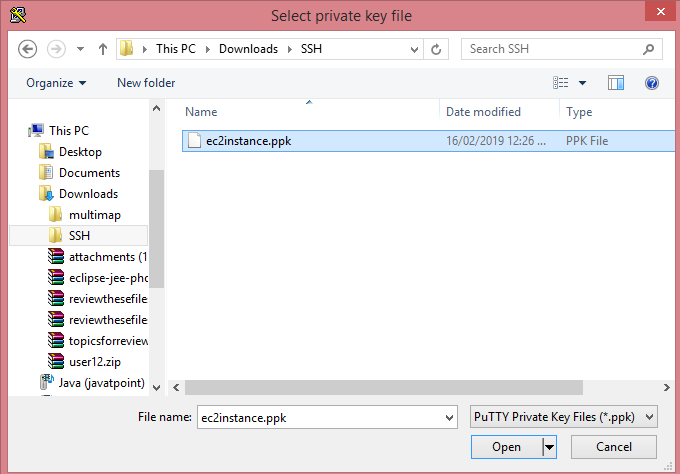 Select private key file
This PC Downloads SSH
Search SSH
Organize New folder
Name Date modified Type
ec2instance.ppk 16/02/2019 12:26 ... PPK File
This PC
Desktop
Documents
Downloads
multimap
SSH
attachments (1
eclipse-jee-pho
reviewthesefiles
reviewthesefiles
topicsforreview
user12.zip
Java (javatpoint)
File name: ec2instance.ppk PuTTY Private Key Files (*.ppk)
Open Cancel